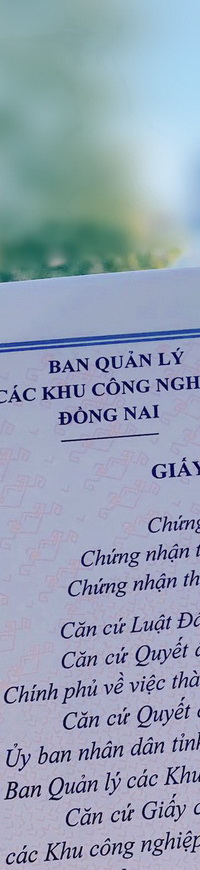 BAN QUẢN LÝ
CÁC KHU CÔNG NGH
ĐỒNG NAI
GIẤY
Chứng
Chứng nhận t
Chứng nhận th
Căn cứ Luật Đầ
Căn cứ Quyết
Chính phủ về việc thà
Căn cứ Quyết
Ủy ban nhân dân tỉnh
Ban Quản lý các Khu
Căn cứ Giấy c
các Khu công nghiệp